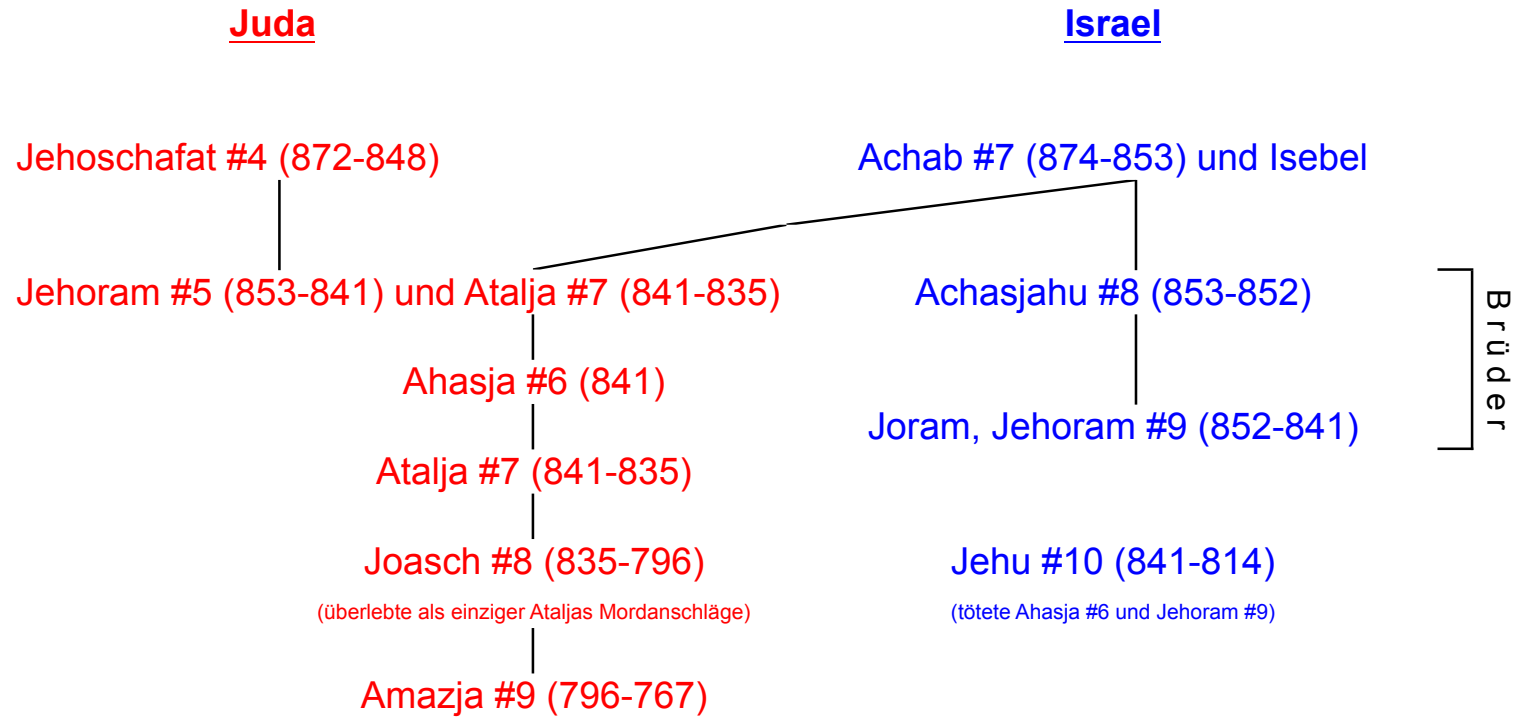 Juda
Israel
Jehoschafat #4 (872-848)
Achab #7 (874-853) und Isebel
Jehoram #5 (853-841) und Atalja #7 (841-835)
Achasjahu #8 (853-852)
Brüder
Ahasja #6 (841)
Joram, Jehoram #9 (852-841)
Atalja #7 (841-835)
Joasch #8 (835-796)
Jehu #10 (841-814)
(überlebte als einziger Ataljas Mordanschläge)
(tötete Ahasja #6 und Jehoram #9)
Amazja #9 (796-767)